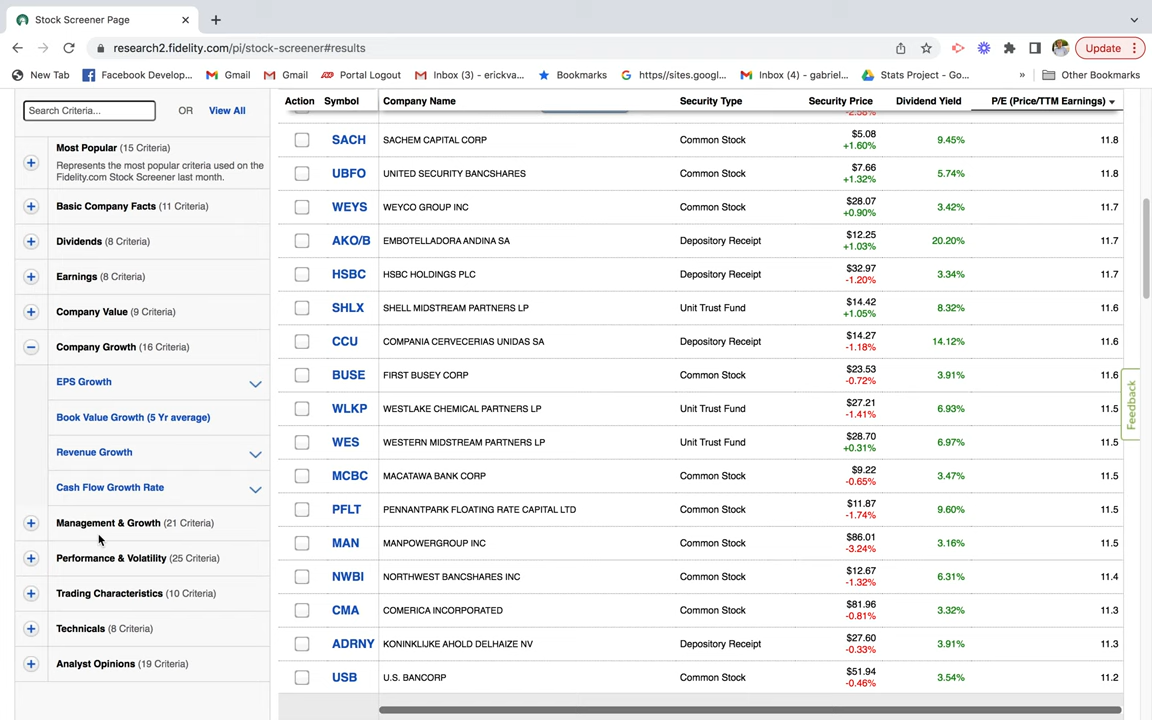 Stock Screener Page
research2.fidelity.com/pi/stock-screener#results
Update
New Tab
Facebook Develop...
Gmail
Gmail
Portal Logout
Inbox (3) - erickva...
Bookmarks
https//sites.googl...
Inbox (4) - gabriel...
Stats Project - Go...
»
Other Bookmarks
Search Criteria...
OR
View All
Most Popular (15 Criteria)
Represents the most popular criteria used on the
Fidelity.com Stock Screener last month.
Basic Company Facts (11 Criteria)
Dividends (8 Criteria)
Earnings (8 Criteria)
Company Value (9 Criteria)
Company Growth (16 Criteria)
EPS Growth
Book Value Growth (5 Yr average)
Revenue Growth
Cash Flow Growth Rate
Management & Growth (21 Criteria)
Performance & Volatility (25 Criteria)
Trading Characteristics (10 Criteria)
Technicals (8 Criteria)
Analyst Opinions (19 Criteria)
Action Symbol Company Name Security Type Security Price Dividend Yield P/E (Price/TTM Earnings)
SACH SACHEM CAPITAL CORP Common Stock $5.08 9.45% 11.8
+1.60%
UBFO UNITED SECURITY BANCSHARES Common Stock $7.66 5.74% 11.8
+1.32%
WEYS WEYCO GROUP INC Common Stock $28.07 3.42% 11.7
+0.90%
AKO/B EMBOTELLADORA ANDINA SA Depository Receipt $12.25 20.20% 11.7
+1.03%
HSBC HSBC HOLDINGS PLC Depository Receipt $32.97 3.34% 11.7
-1.20%
SHLX SHELL MIDSTREAM PARTNERS LP Unit Trust Fund $14.42 8.32% 11.6
+1.05%
CCU COMPANIA CERVECERIAS UNIDAS SA Depository Receipt $14.27 14.12% 11.6
-1.18%
BUSE FIRST BUSEY CORP Common Stock $23.53 3.91% 11.6
-0.72%
WLKP WESTLAKE CHEMICAL PARTNERS LP Unit Trust Fund $27.21 6.93% 11.5
-1.41%
WES WESTERN MIDSTREAM PARTNERS LP Unit Trust Fund $28.70 6.97% 11.5
+0.31%
MCBC MACATAWA BANK CORP Common Stock $9.22 3.47% 11.5
-0.65%
PFLT PENNANTPARK FLOATING RATE CAPITAL LTD Common Stock $11.87 9.60% 11.5
-1.74%
MAN MANPOWERGROUP INC Common Stock $86.01 3.16% 11.5
-3.24%
NWBI NORTHWEST BANCSHARES INC Common Stock $12.67 6.31% 11.4
-1.32%
CMA COMERICA INCORPORATED Common Stock $81.96 3.32% 11.3
-0.81%
ADRNY KONINKLIJKE AHOLD DELHAIZE NV Depository Receipt $27.60 3.91% 11.3
-0.33%
USB U.S. BANCORP Common Stock $51.94 3.54% 11.2
-0.46%
Feedback